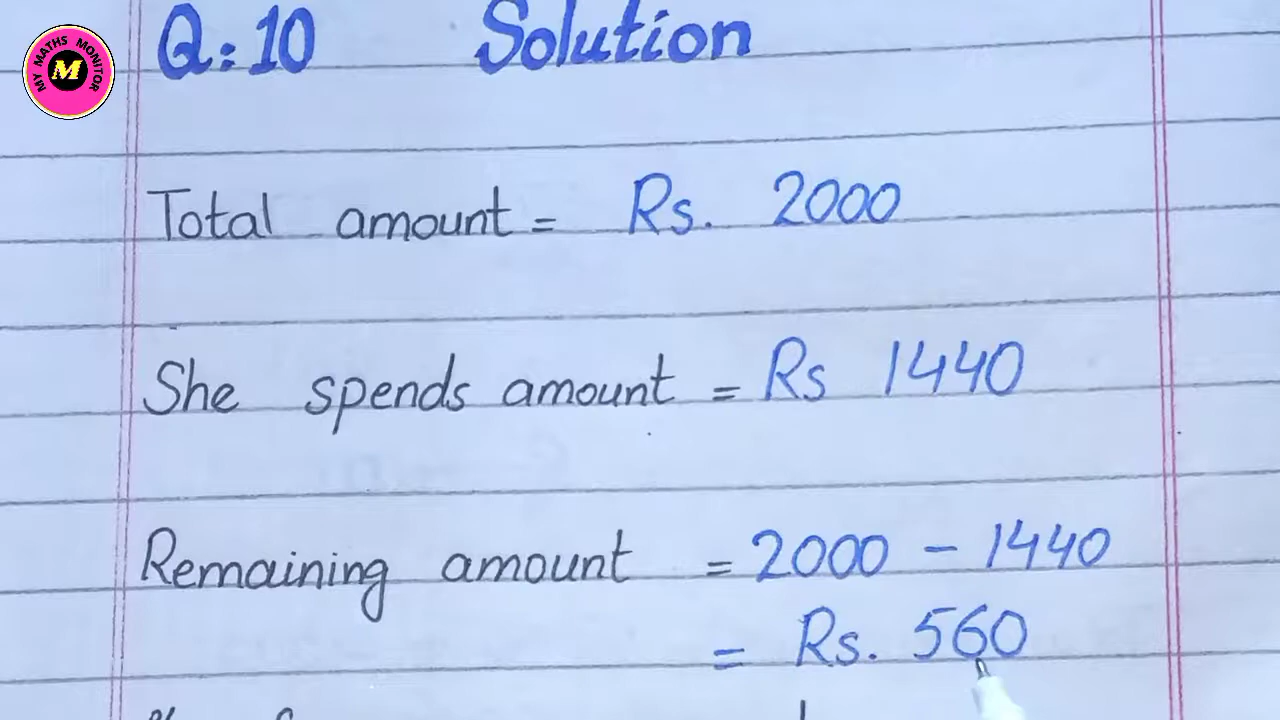 MY MATHS MONITOR
M
Q:10 Solution
Total amount = Rs. 2000
She spends amount = Rs 1440
Remaining amount = 2000 - 1440
= Rs. 560